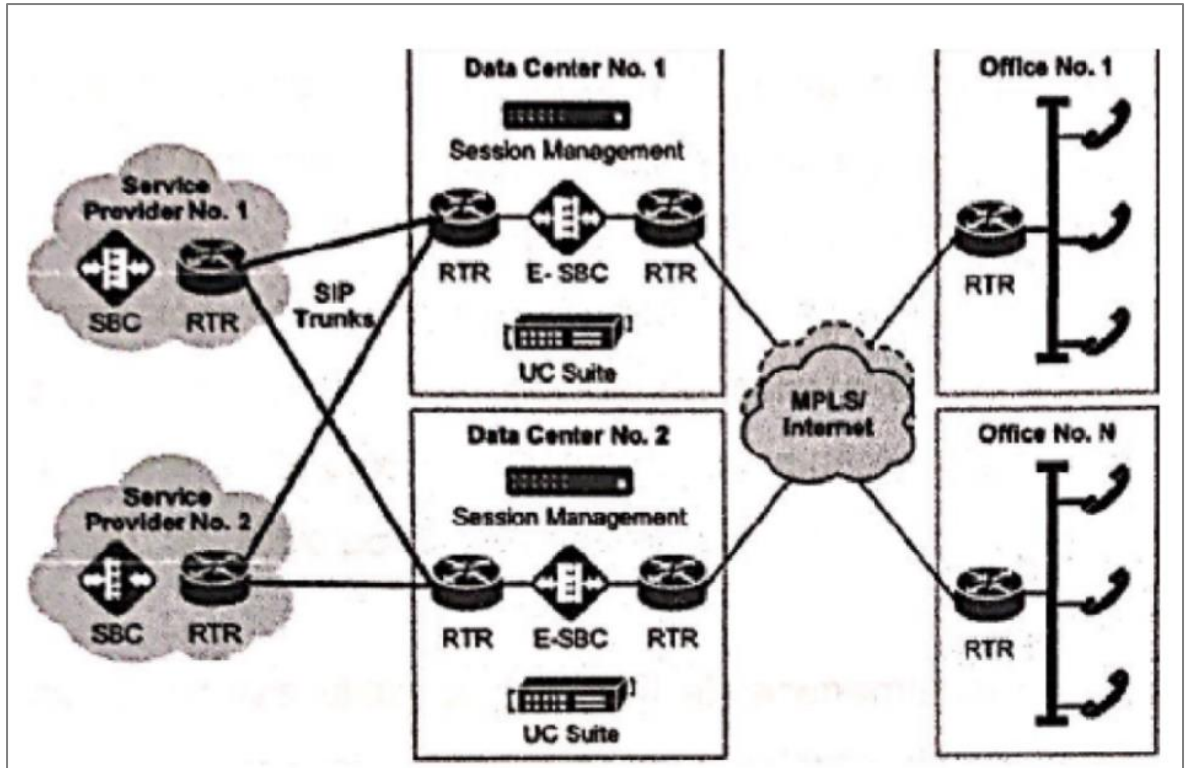 Service
Provider No. 1
SBC
RTR
Service
Provider No. 2
SBC
RTR
SIP
Trunks
Data Center No. 1
Session Management
RTR
E- SBC
RTR
UC Suite
Data Center No. 2
Session Management
RTR
E-SBC
RTR
UC Suite
MPLS/
Internet
Office No. 1
RTR
Office No. N
RTR